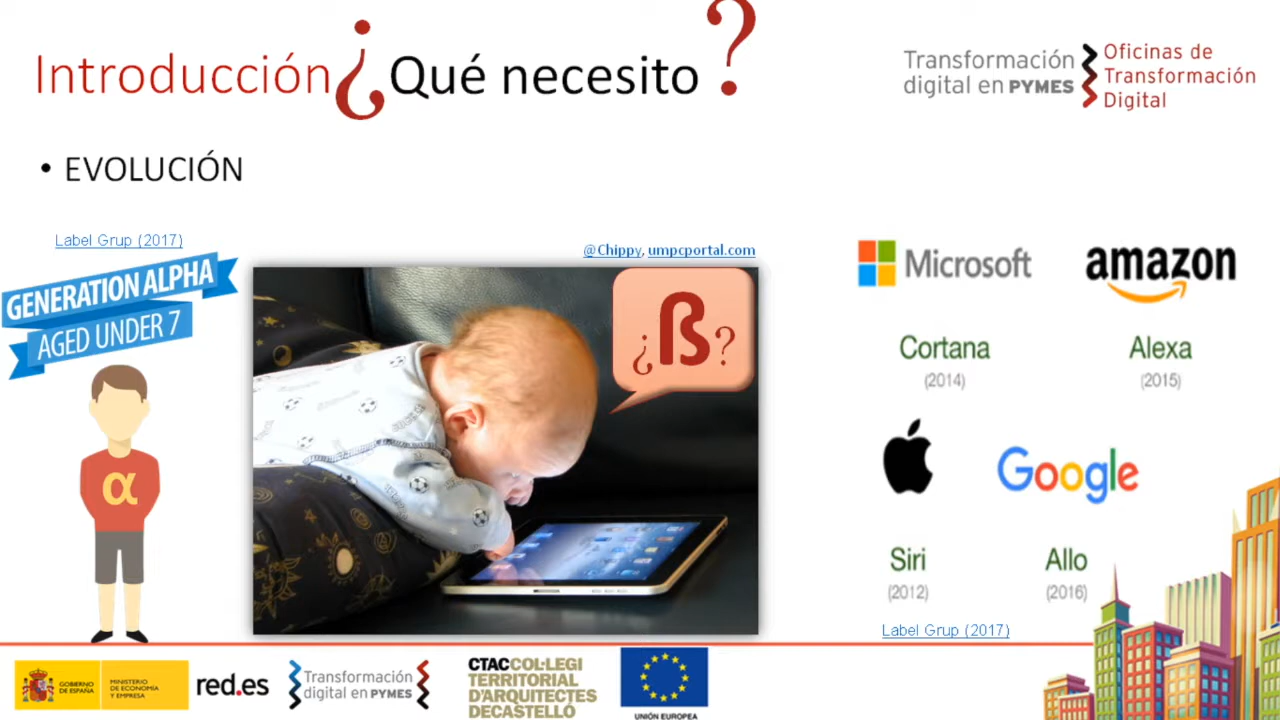 Introducción ¿Qué necesito?
Transformación
digital en PYMES
Oficinas de
Transformación
Digital
• EVOLUCIÓN
Label Grup (2017)
GENERATION ALPHA
AGED UNDER 7
α
@Chippy, umpcportal.com
¿ß?
Microsoft
amazon
Cortana
(2014)
Alexa
(2015)
Google
Siri
(2012)
Allo
(2016)
Label Grup (2017)
GOBIERNO
DE ESPAÑA
MINISTERIO
DE ECONOMÍA
Y EMPRESA
red.es
Transformación
digital en PYMES
CTAC COL·LEGI
TERRITORIAL
D'ARQUITECTES
DE CASTELLÓ
UNIÓN EUROPEA